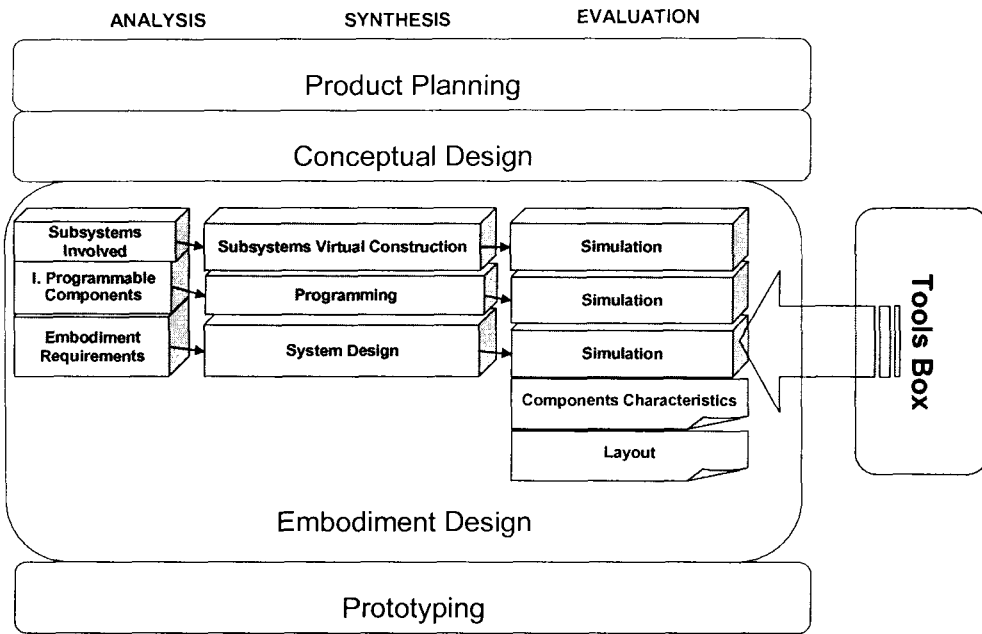 ANALYSIS SYNTHESIS EVALUATION
Product Planning
Conceptual Design
Subsystems
Involved
Subsystems Virtual Construction
Simulation
I. Programmable
Components
Programming
Simulation
Embodiment
Requirements
System Design
Simulation
Components Characteristics
Layout
Embodiment Design
Prototyping
Tools Box